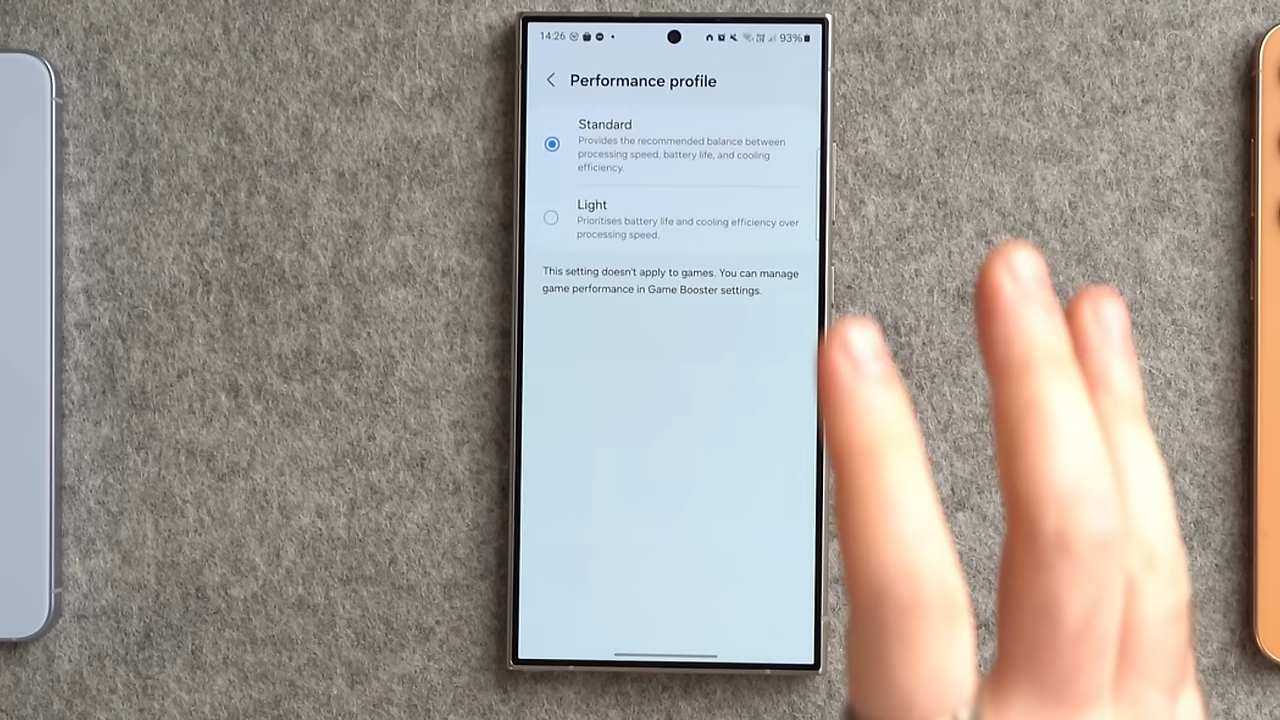 14:26 93%
Performance profile
Standard
Provides the recommended balance between
processing speed, battery life, and cooling
efficiency.
Light
Prioritises battery life and cooling efficiency over
processing speed.
This setting doesn't apply to games. You can manage
game performance in Game Booster settings.